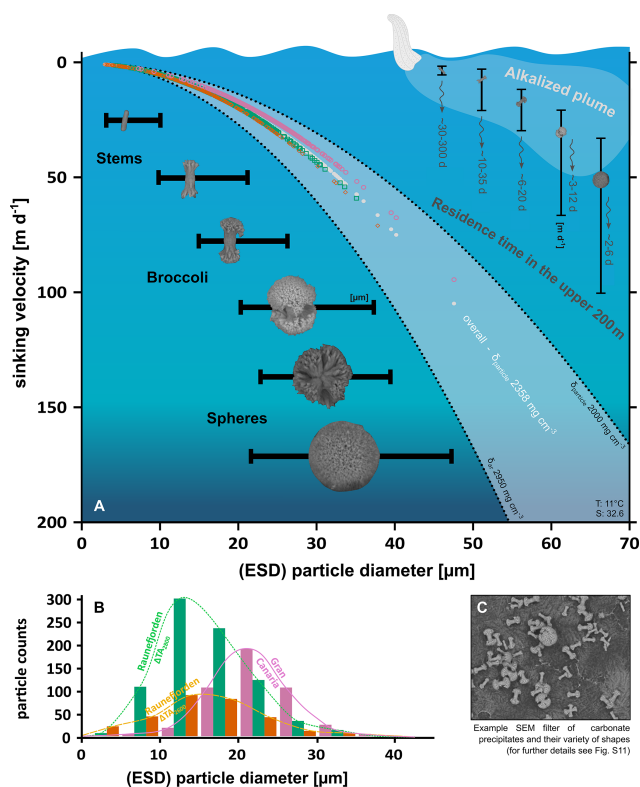 0
50
100
150
200
sinking velocity [m d⁻¹]
Stems
Broccoli
[µm]
Spheres
Alkalized plume
~30-300 d
~10-35 d
~6-20 d
~3-12 d
[m d⁻¹]
~2-6 d
Residence time in the upper 200m
overall - δparticle 2358 mg cm⁻³
δparticle 2000 mg cm⁻³
δar 2950 mg cm⁻³
T: 11°C
S: 32.6
A
0 10 20 30 40 50 60 70
(ESD) particle diameter [µm]
B
300
250
200
150
100
50
0
particle counts
Raunefjorden
ΔTA2800
Raunefjorden
Gran
Canaria
0 10 20 30 40
(ESD) particle diameter [µm]
C
Example SEM filter of carbonate
precipitates and their variety of shapes
(for further details see Fig. S11)